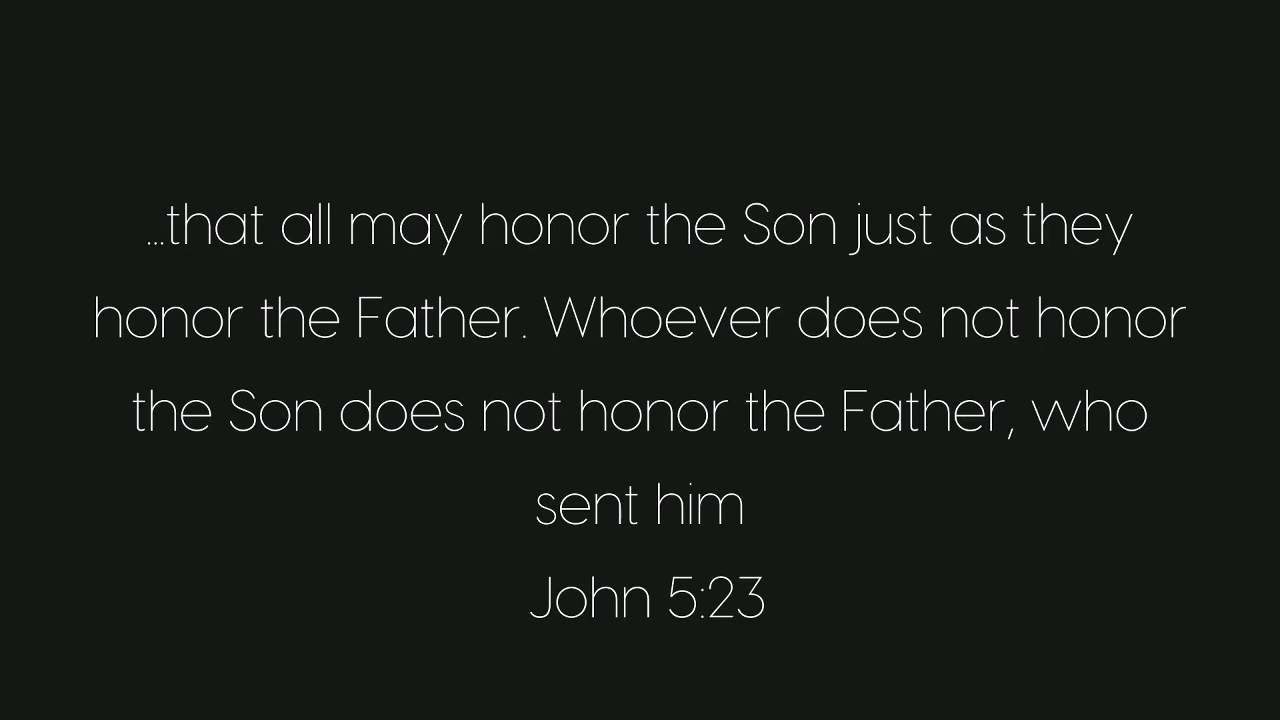 ...that all may honor the Son just as they
honor the Father. Whoever does not honor
the Son does not honor the Father, who
sent him
John 5:23